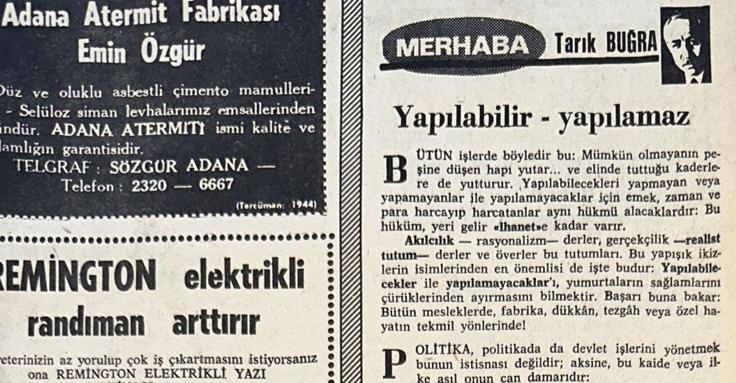 Adana Atermit Fabrikası
Emin Özgür
Düz ve oluklu asbestli çimento mamulleri-
- Selüloz siman levhalarımız emsallerinden
ündür. ADANA ATERMİTİ ismi kalite ve
lamlığın garantisidir.
TELGRAF : SÖZGÜR ADANA —
Telefon : 2320 — 6667
(Tercüman: 1944)
REMİNGTON elektrikli
randıman arttırır
reterinizin az yorulup çok iş çıkartmasını istiyorsanız
ona REMINGTON ELEKTRİKLİ YAZI
MERHABA Tarık BUĞRA
Yapılabilir - yapılamaz
BÜTÜN işlerde böyledir bu: Mümkün olmayanın pe-
şine düşen hapı yutar... ve elinde tuttuğu kaderle-
re de yutturur. Yapılabilecekleri yapmayan veya
yapamayanlar ile yapılamayacaklar için emek, zaman ve
para harcayıp harcatanlar aynı hükmü alacaklardır: Bu
hüküm, yeri gelir «ihanet»e kadar varır.
Akılcılık — rasyonalizm— derler, gerçekçilik —realist
tutum— derler ve överler bu tutumları. Bu yapışık ikiz-
lerin isimlerinden en önemlisi de işte budur: Yapılabile-
cekler ile yapılamayacaklar'ı, yumurtaların sağlamlarını
çürüklerinden ayırmasını bilmektir. Başarı buna bakar:
Bütün mesleklerde, fabrika, dükkân, tezgâh veya özel ha-
yatın tekmil yönlerinde!
POLİTİKA, politikada da devlet işlerini yönetmek
bunun istisnası değildir; aksine, bu kaide veya il-
ke asıl onun can damarıdır: